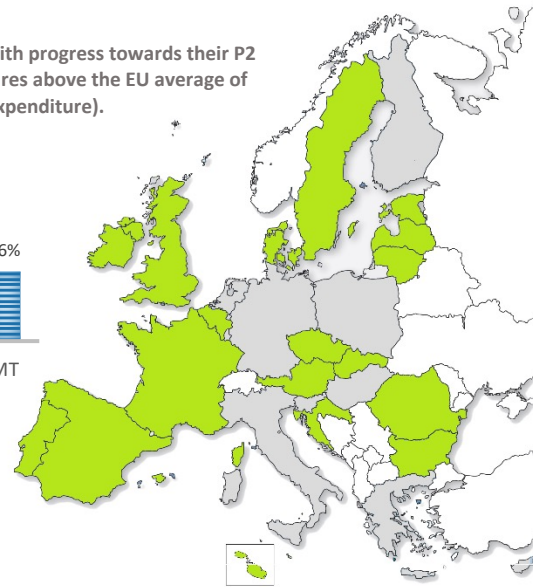 ith progress towards their P2
res above the EU average of
xpenditure).
6%
MT